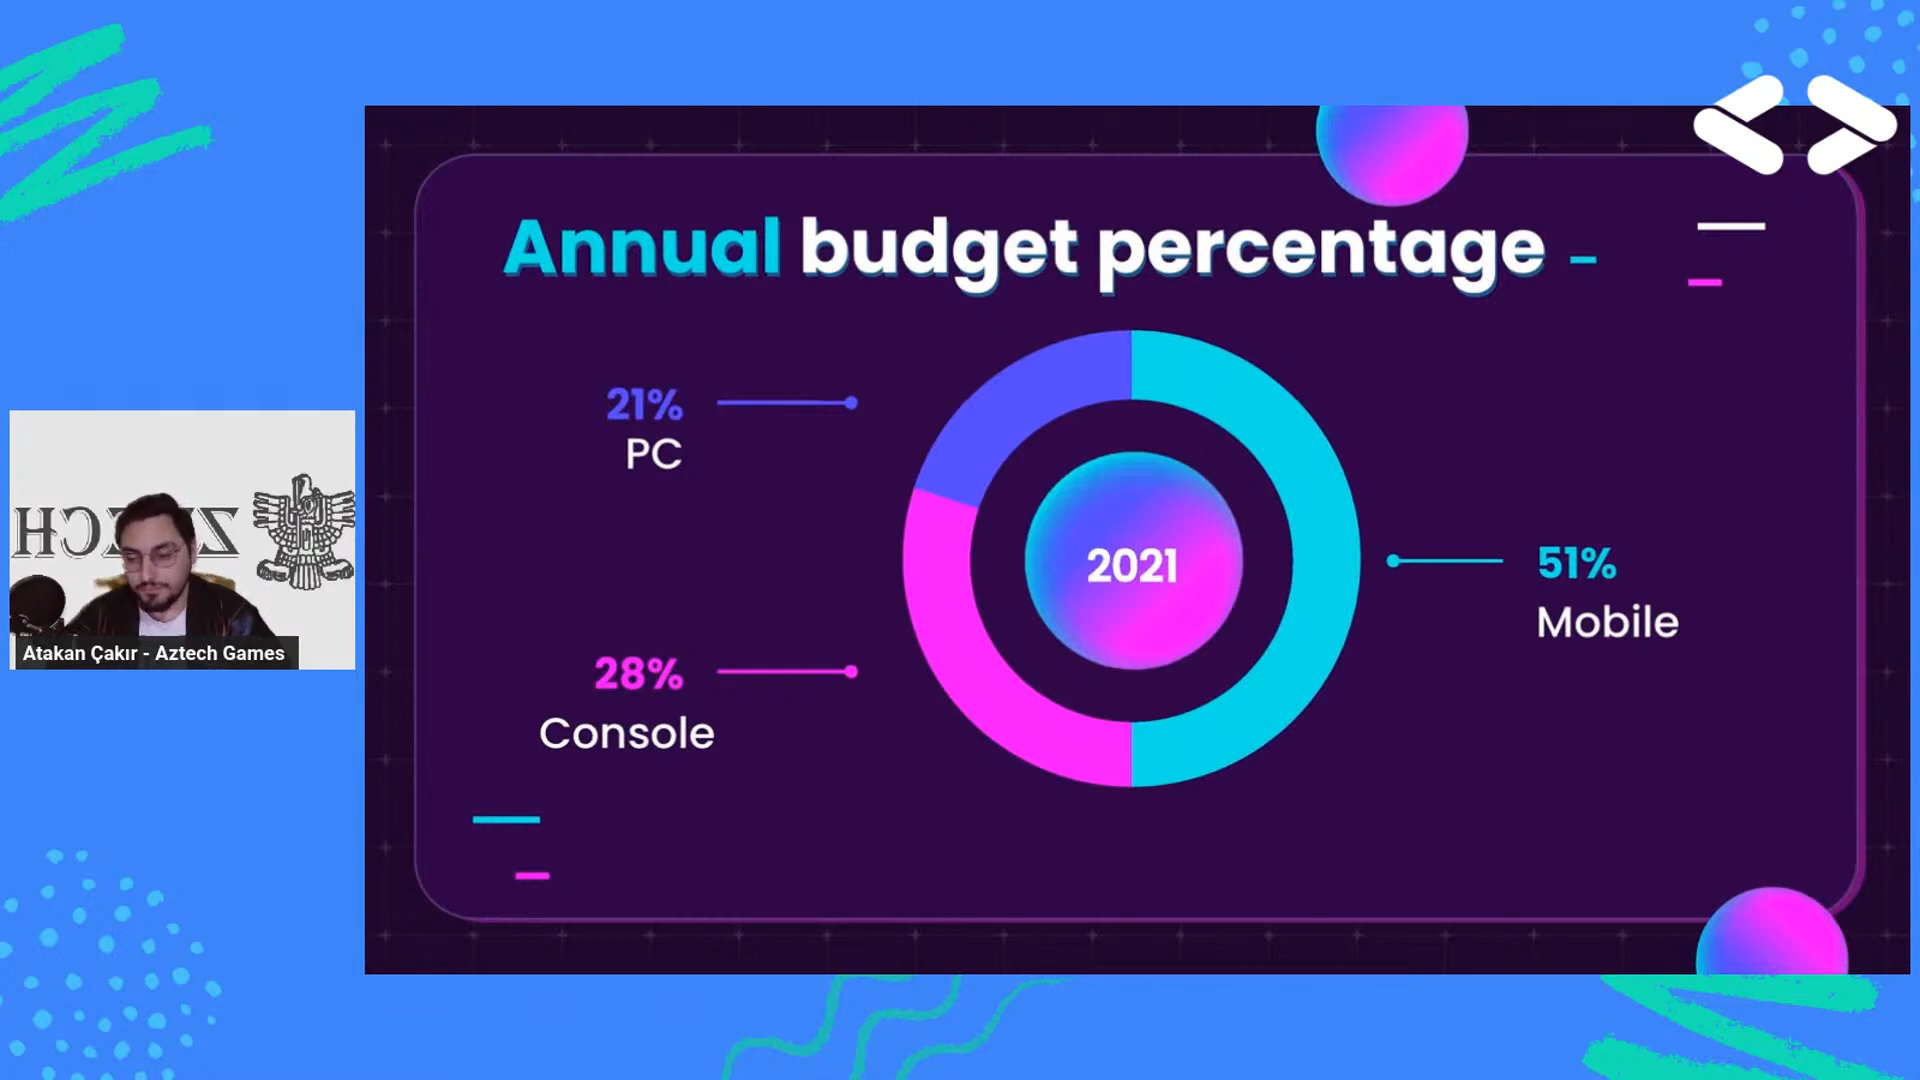 Annual budget percentage
21%
PC
2021
51%
Mobile
28%
Console
Atakan Çakır - Aztech Games